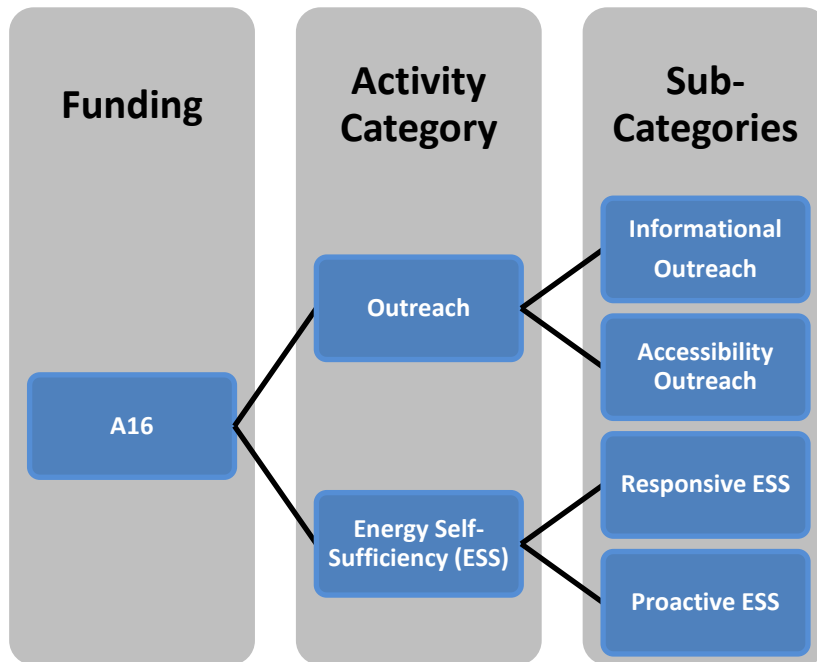 Funding
Activity
Category
Sub-
Categories
A16
Outreach
Energy Self-
Sufficiency (ESS)
Informational
Outreach
Accessibility
Outreach
Responsive ESS
Proactive ESS